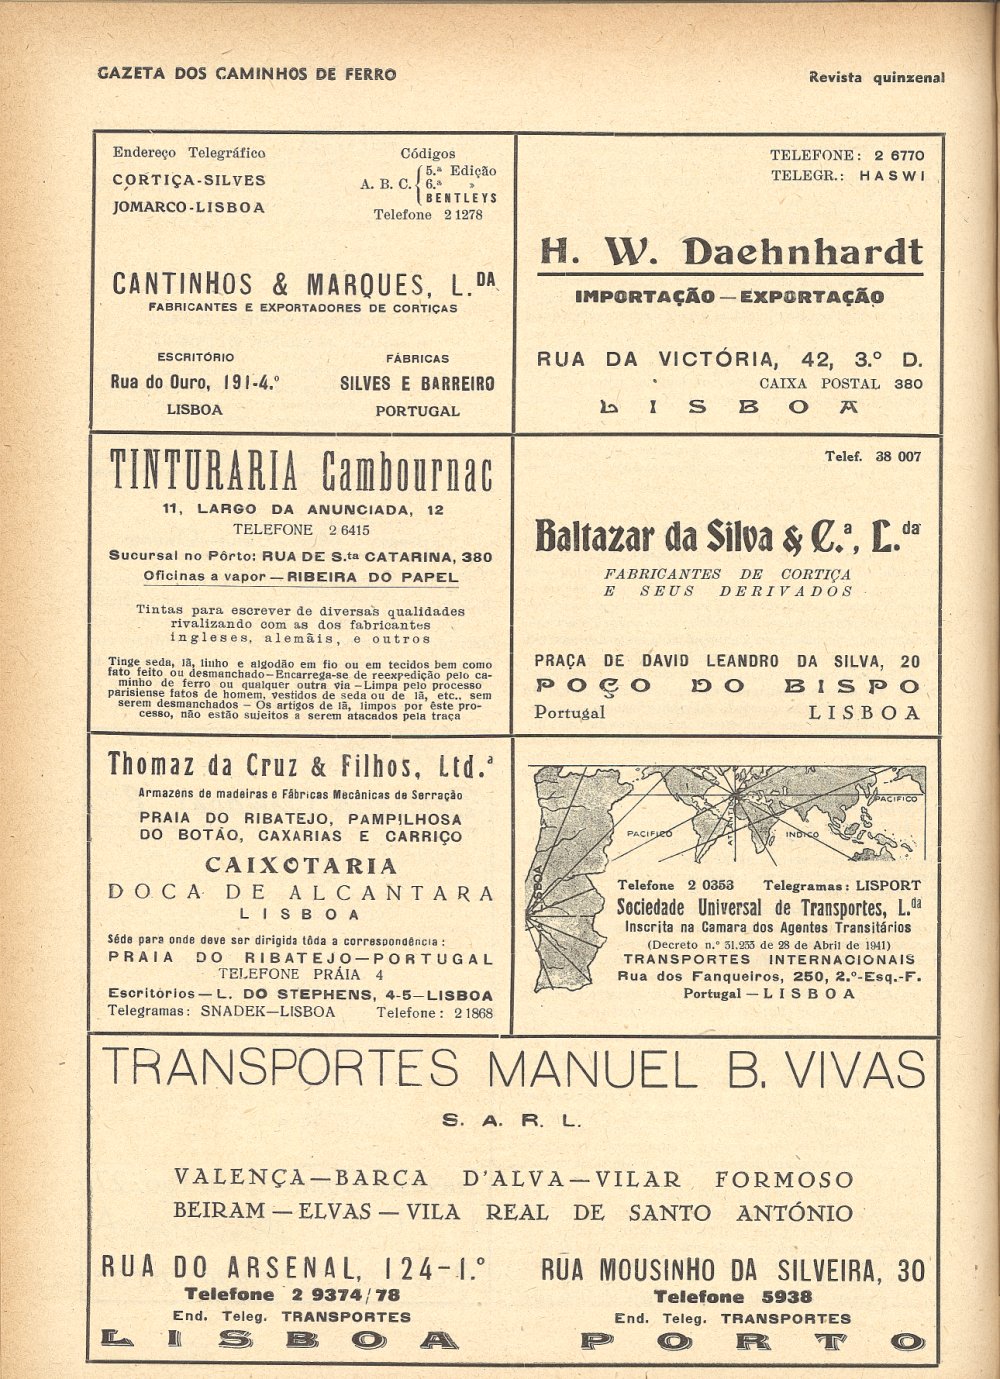 GAZETA DOS CAMINHOS DE FERRO
Revista quinzenal
Endereço Telegráfico
CORTIÇA-SILVES
JOMARCO-LISBOA
Códigos
A. B. C. { 5.ª Edição
6.ª »
BENTLEYS
Telefone 2 1278
CANTINHOS & MARQUES, L.DA
FABRICANTES E EXPORTADORES DE CORTIÇAS
ESCRITÓRIO
Rua do Ouro, 191-4.º
LISBOA
FÁBRICAS
SILVES E BARREIRO
PORTUGAL
TELEFONE: 2 6770
TELEGR.: HASWI
H. W. Daehnhardt
IMPORTAÇÃO — EXPORTAÇÃO
RUA DA VICTÓRIA, 42, 3.º D.
CAIXA POSTAL 380
LISBOA
TINTURARIA Cambournac
11, LARGO DA ANUNCIADA, 12
TELEFONE 2 6415
Sucursal no Pôrto: RUA DE S.ta CATARINA, 380
Oficinas a vapor — RIBEIRA DO PAPEL
Tintas para escrever de diversas qualidades
rivalizando com as dos fabricantes
ingleses, alemãis, e outros
Tinge seda, lã, linho e algodão em fio ou em tecidos bem como
fato feito ou desmanchado — Encarrega-se de reexpedição pelo ca-
minho de ferro ou qualquer outra via — Limpa pelo processo
parisiense fatos de homem, vestidos de seda ou de lã, etc., sem
serem desmanchados — Os artigos de lã, limpos por êste pro-
cesso, não estão sujeitos a serem atacados pela traça
Telef. 38 007
Baltazar da Silva & C.ª, L.da
FABRICANTES DE CORTIÇA
E SEUS DERIVADOS
PRAÇA DE DAVID LEANDRO DA SILVA, 20
POÇO DO BISPO
Portugal LISBOA
Thomaz da Cruz & Filhos, Ltd.ª
Armazéns de madeiras e Fábricas Mecânicas de Serração
PRAIA DO RIBATEJO, PAMPILHOSA
DO BOTÃO, CAXARIAS E CARRIÇO
CAIXOTARIA
DOCA DE ALCANTARA
LISBOA
Séde para onde deve ser dirigida tôda a correspondência:
PRAIA DO RIBATEJO—PORTUGAL
TELEFONE PRÁIA 4
Escritórios — L. DO STEPHENS, 4-5—LISBOA
Telegramas: SNADEK—LISBOA Telefone: 2 1868
PACIFICO
ATLANTICO
INDICO
PACIFICO
LISBOA
Telefone 2 0353 Telegramas: LISPORT
Sociedade Universal de Transportes, L.da
Inscrita na Camara dos Agentes Transitários
(Decreto n.º 31.233 de 28 de Abril de 1941)
TRANSPORTES INTERNACIONAIS
Rua dos Fanqueiros, 250, 2.º-Esq.-F.
Portugal — LISBOA
TRANSPORTES MANUEL B. VIVAS
S. A. R. L.
VALENÇA—BARCA D'ALVA—VILAR FORMOSO
BEIRAM — ELVAS — VILA REAL DE SANTO ANTÓNIO
RUA DO ARSENAL, 124-1.º
Telefone 2 9374/78
End. Teleg. TRANSPORTES
LISBOA
RUA MOUSINHO DA SILVEIRA, 30
Telefone 5938
End. Teleg. TRANSPORTES
PORTO